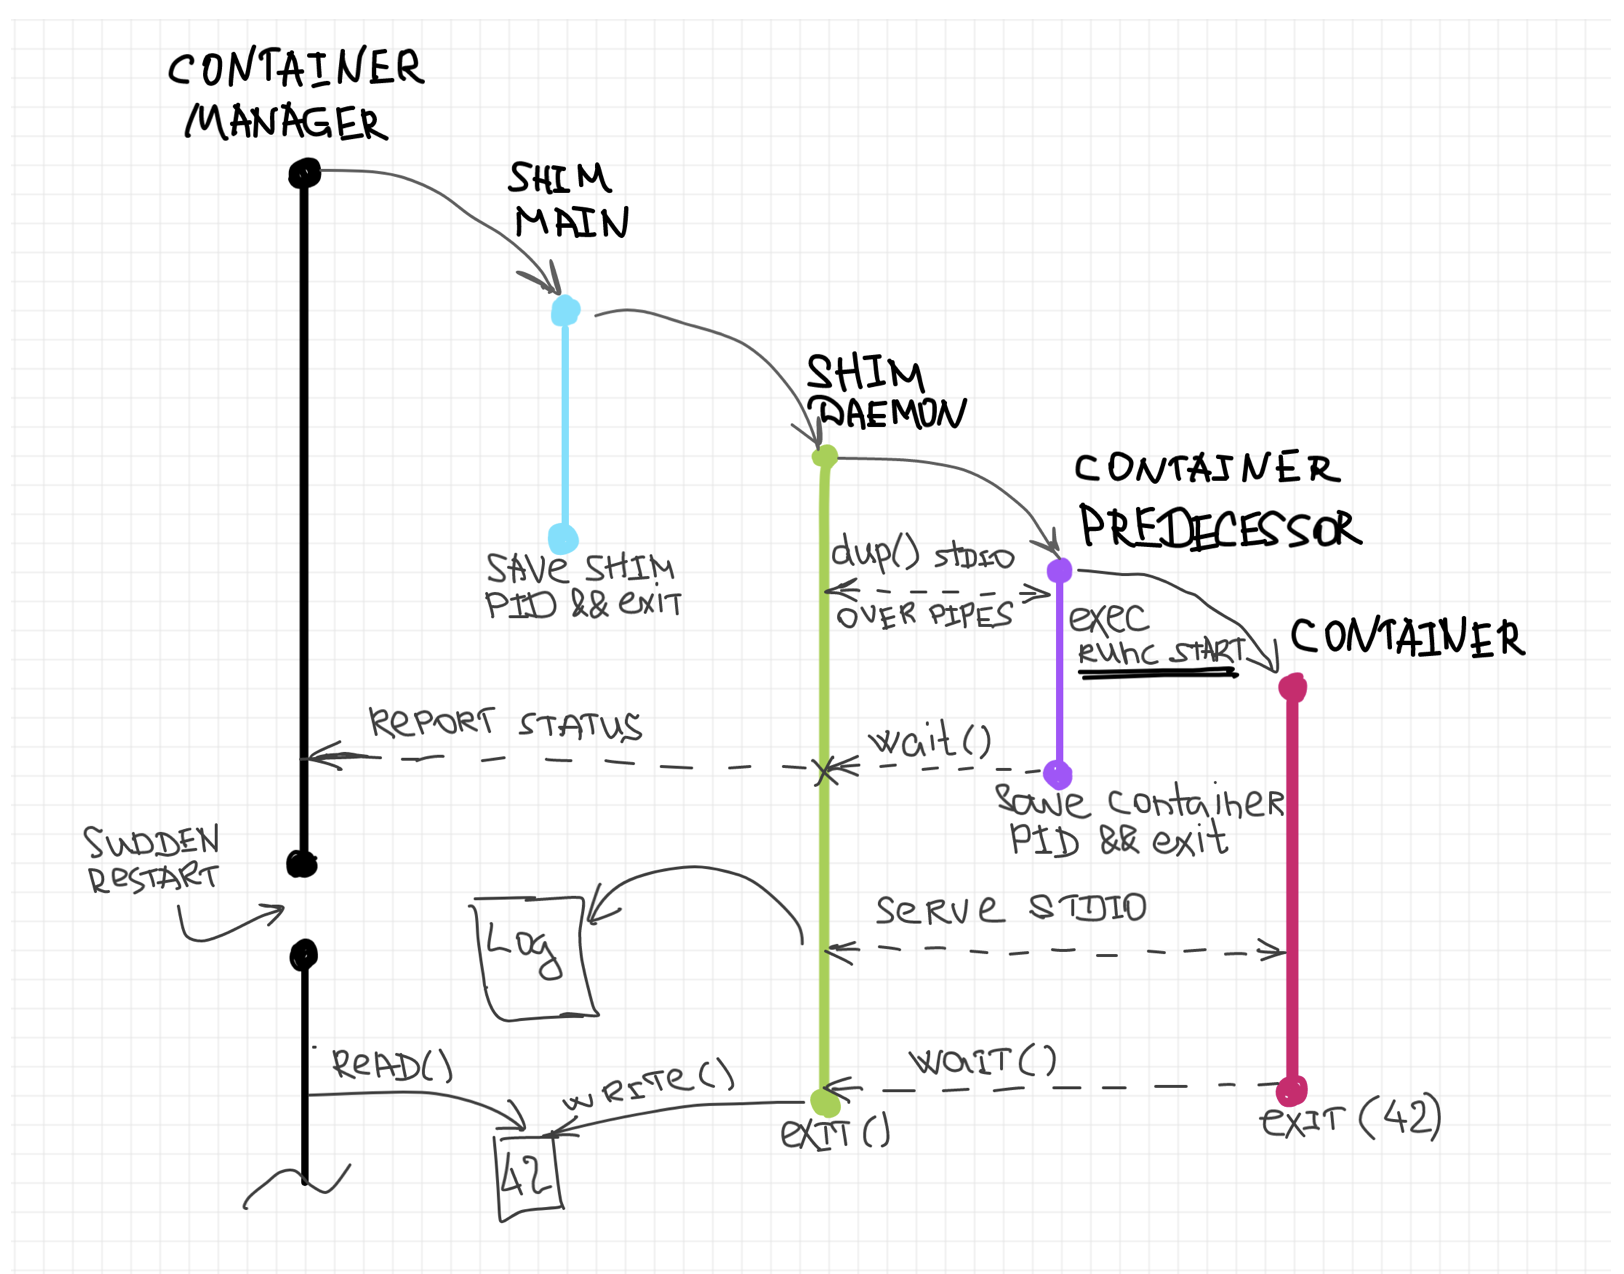 CONTAINER
MANAGER
SHIM
MAIN
SHIM
DAEMON
CONTAINER
PREDECESSOR
SAVe SHIM
PID && exit
dup() STDIO
OVER PIPES
exec
runc START
CONTAINER
RePORT STATUS
wait()
Save container
PID && exit
SUDDEN
ReSTART
Log
Serve STDIO
ReAD()
WRITe()
WaIT()
42
eXIT()
eXIT (42)